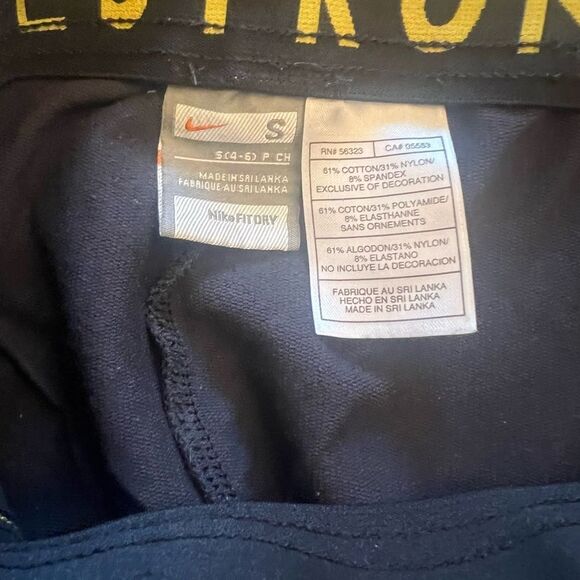 S
S(4-6) P CH
MADE IN SRI LANKA
FABRIQUE AU SRI LANKA
NikeFITDRY
RN# 56323 CA# 05553
61% COTTON/31% NYLON/
8% SPANDEX
EXCLUSIVE OF DECORATION
61% COTON/31% POLYAMIDE/
8% ELASTHANNE
SANS ORNEMENTS
61% ALGODON/31% NYLON/
8% ELASTANO
NO INCLUYE LA DECORACION
FABRIQUE AU SRI LANKA
HECHO EN SRI LANKA
MADE IN SRI LANKA